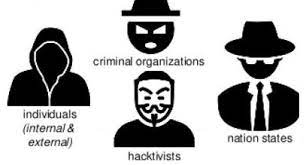 criminal organizations
individuals
(internal &
external)
nation states
hacktivists